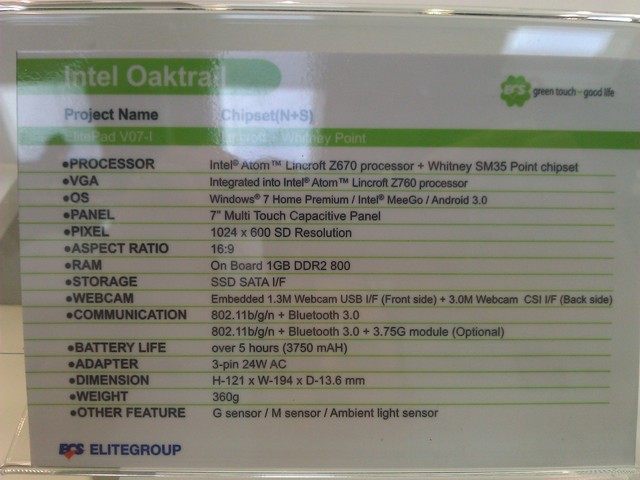 Intel Oaktrail
ECS green touch good life
Project Name Chipset(N+S)
ElitePad V07-I Lincroft + Whitney Point
•PROCESSOR Intel® Atom™ Lincroft Z670 processor + Whitney SM35 Point chipset
•VGA Integrated into Intel® Atom™ Lincroft Z760 processor
•OS Windows® 7 Home Premium / Intel® MeeGo / Android 3.0
•PANEL 7" Multi Touch Capacitive Panel
•PIXEL 1024 x 600 SD Resolution
•ASPECT RATIO 16:9
•RAM On Board 1GB DDR2 800
•STORAGE SSD SATA I/F
•WEBCAM Embedded 1.3M Webcam USB I/F (Front side) + 3.0M Webcam CSI I/F (Back side)
•COMMUNICATION 802.11b/g/n + Bluetooth 3.0
802.11b/g/n + Bluetooth 3.0 + 3.75G module (Optional)
•BATTERY LIFE over 5 hours (3750 mAH)
•ADAPTER 3-pin 24W AC
•DIMENSION H-121 x W-194 x D-13.6 mm
•WEIGHT 360g
•OTHER FEATURE G sensor / M sensor / Ambient light sensor
ECS ELITEGROUP